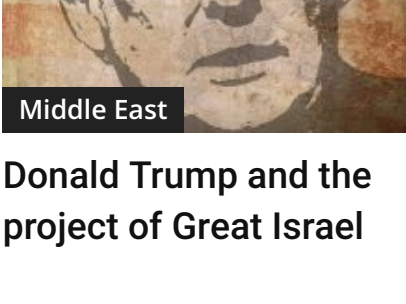 Middle East
Donald Trump and the
project of Great Israel